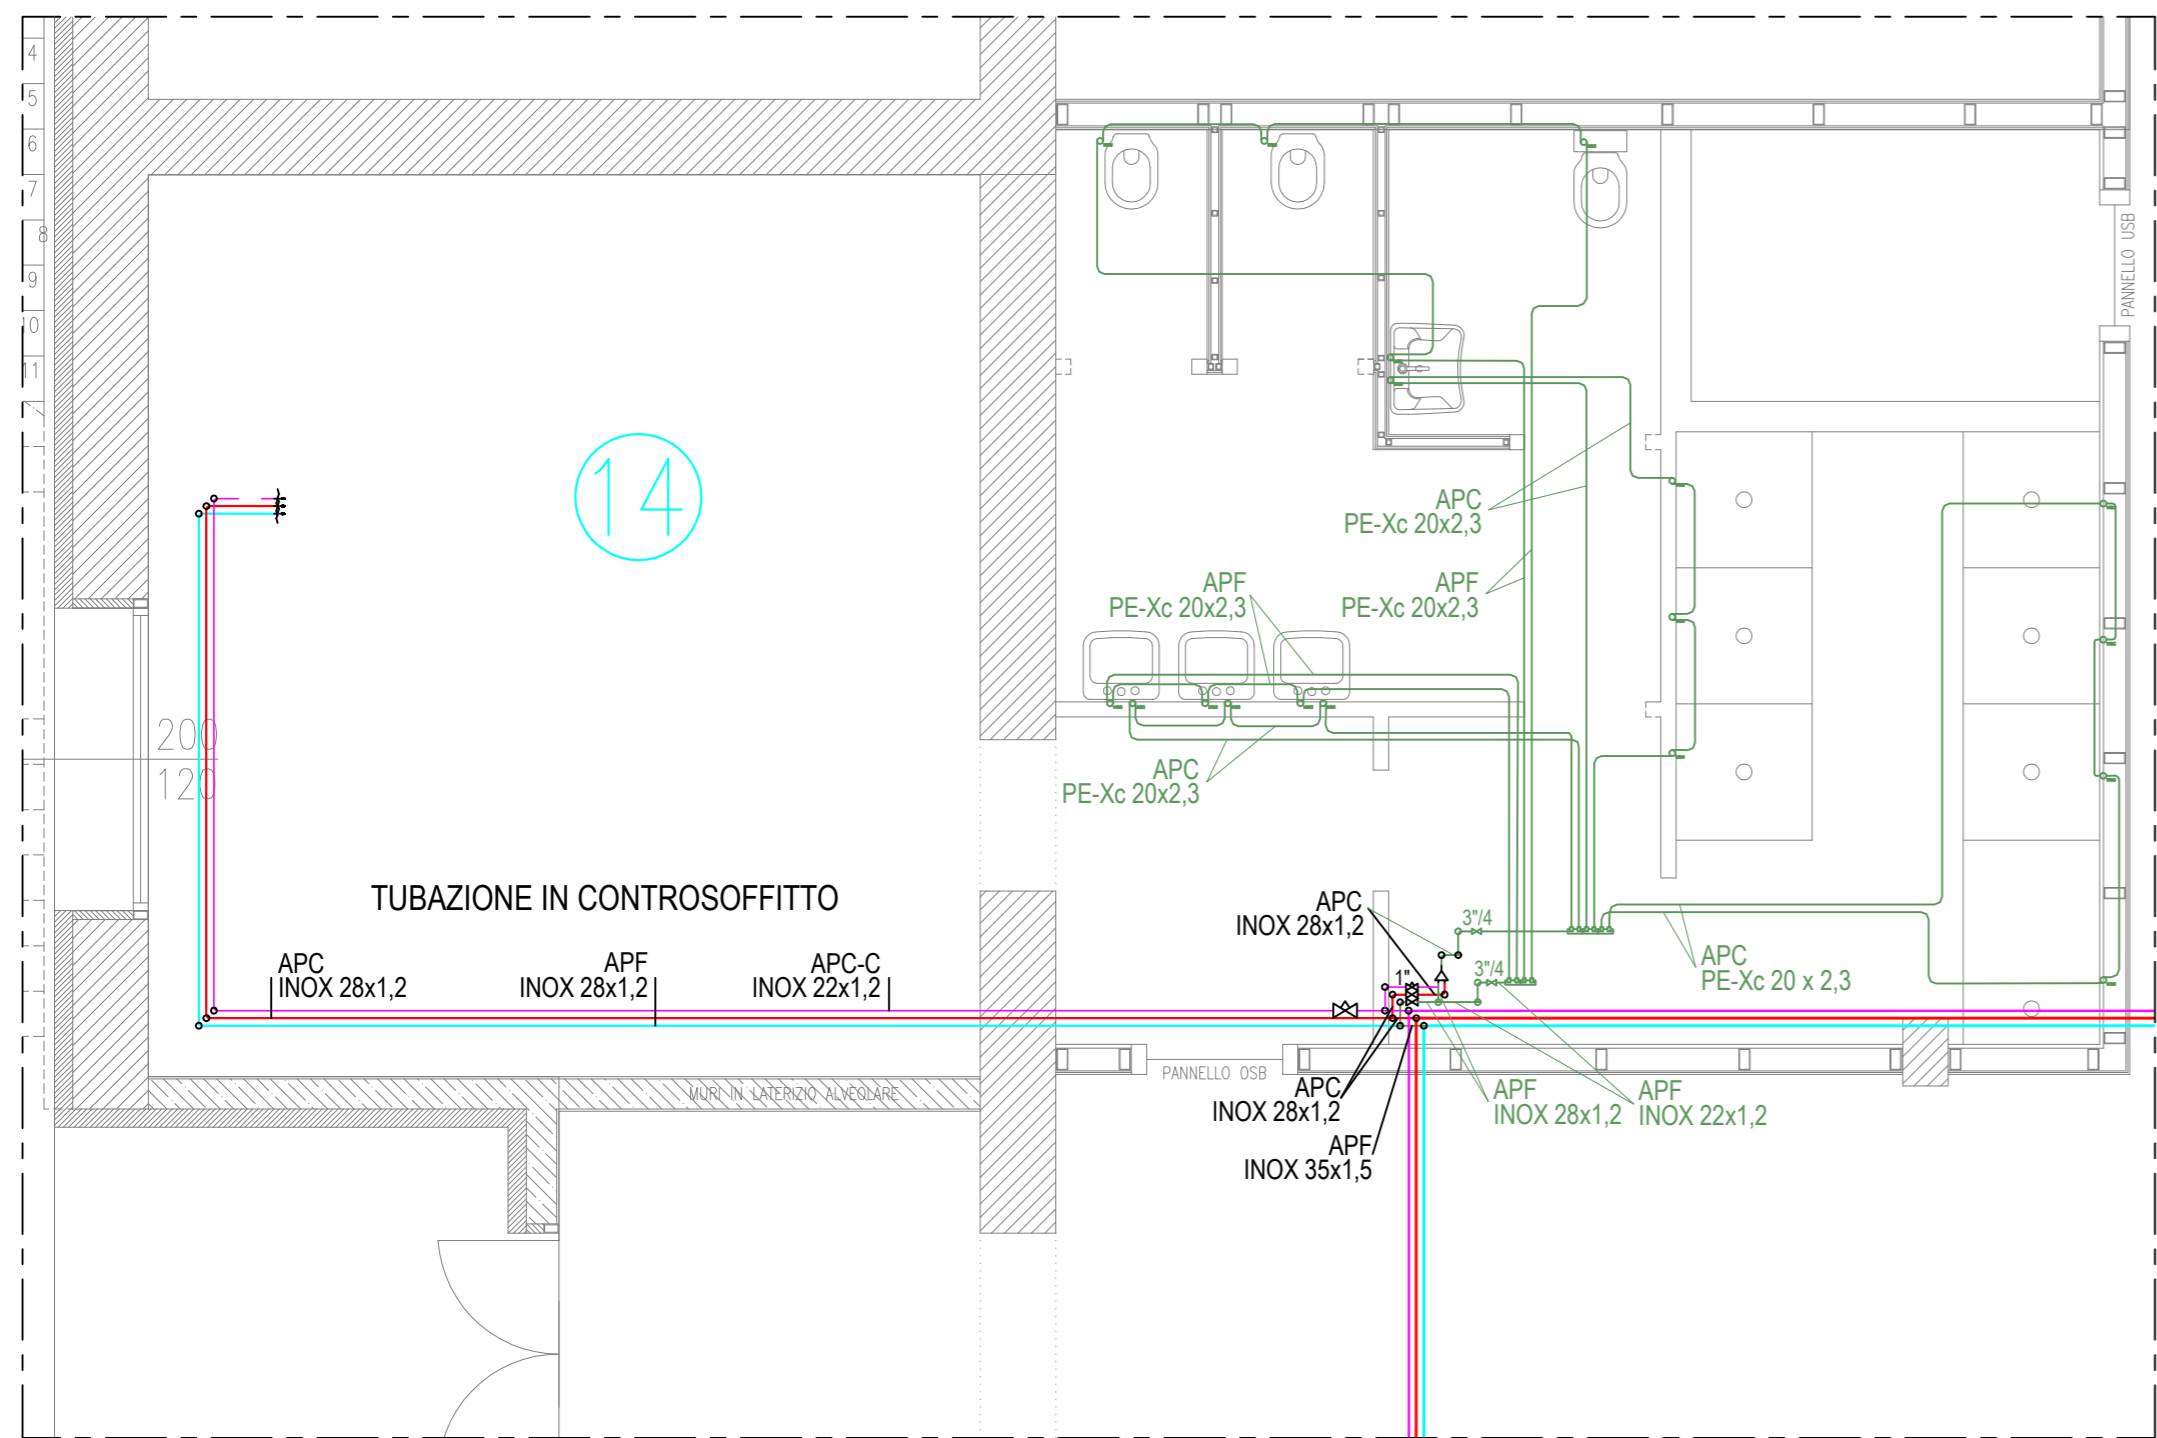 4
5
6
7
8
9
10
11
PANNELLO USB
14
APC
PE-Xc 20x2,3
APF
PE-Xc 20x2,3
APF
PE-Xc 20x2,3
200
120
APC
PE-Xc 20x2,3
TUBAZIONE IN CONTROSOFFITTO
APC
INOX 28x1,2
3"/4
APC
INOX 28x1,2
APF
INOX 28x1,2
APC-C
INOX 22x1,2
1"
3"/4
APC
PE-Xc 20 x 2,3
PANNELLO OSB
MURI IN LATERIZIO ALVEOLARE
APC
INOX 28x1,2
APF
INOX 28x1,2
APF
INOX 22x1,2
APF
INOX 35x1,5